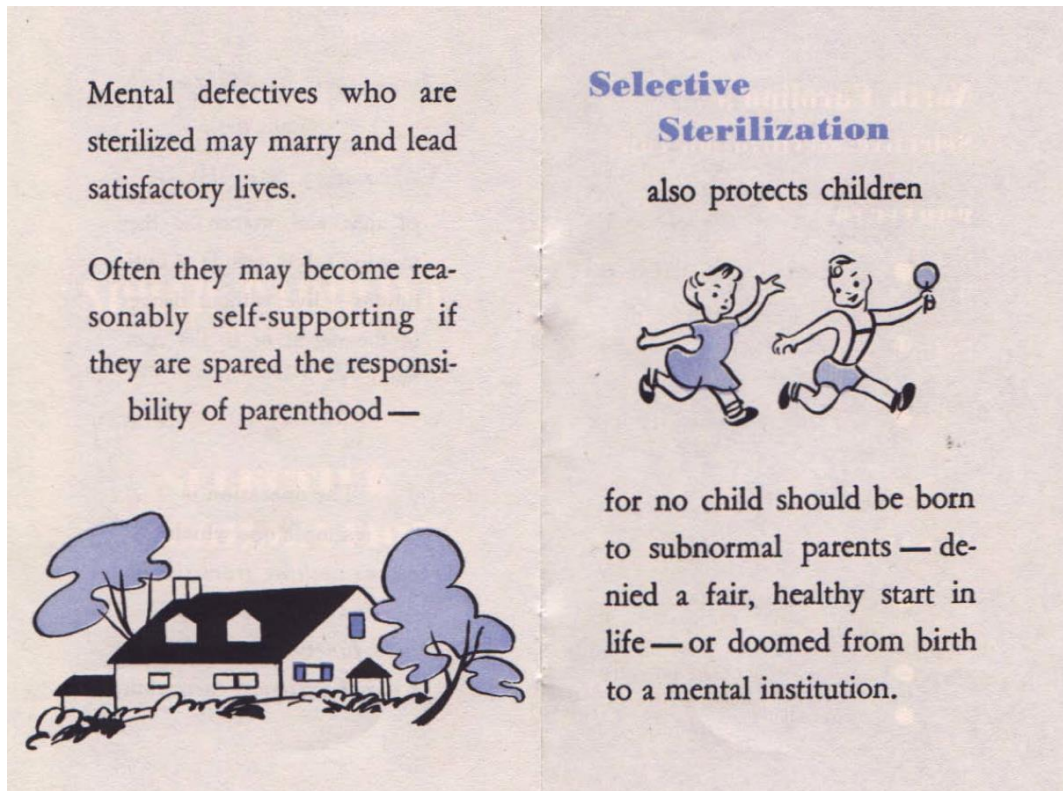 Mental defectives who are
sterilized may marry and lead
satisfactory lives.
Often they may become rea-
sonably self-supporting if
they are spared the responsi-
bility of parenthood —
Selective
Sterilization
also protects children
for no child should be born
to subnormal parents — de-
nied a fair, healthy start in
life — or doomed from birth
to a mental institution.